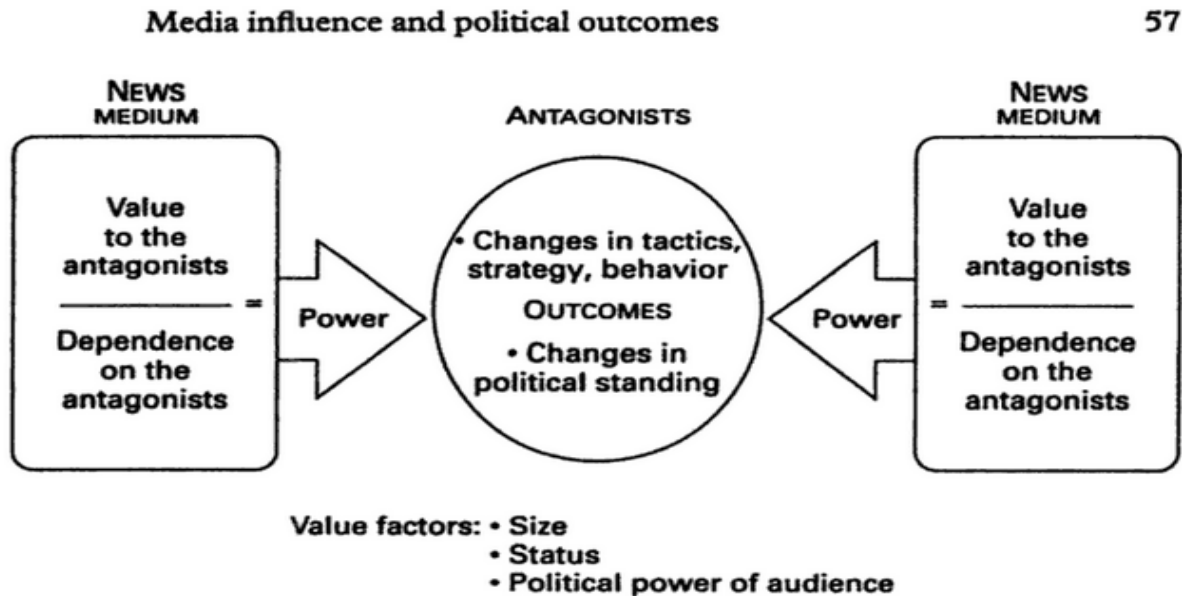 Media influence and political outcomes 57
NEWS
MEDIUM
Value
to the
antagonists
Dependence
on the
antagonists
=
Power
ANTAGONISTS
• Changes in tactics,
strategy, behavior
OUTCOMES
• Changes in
political standing
Power
NEWS
MEDIUM
=
Value
to the
antagonists
Dependence
on the
antagonists
Value factors: • Size
• Status
• Political power of audience